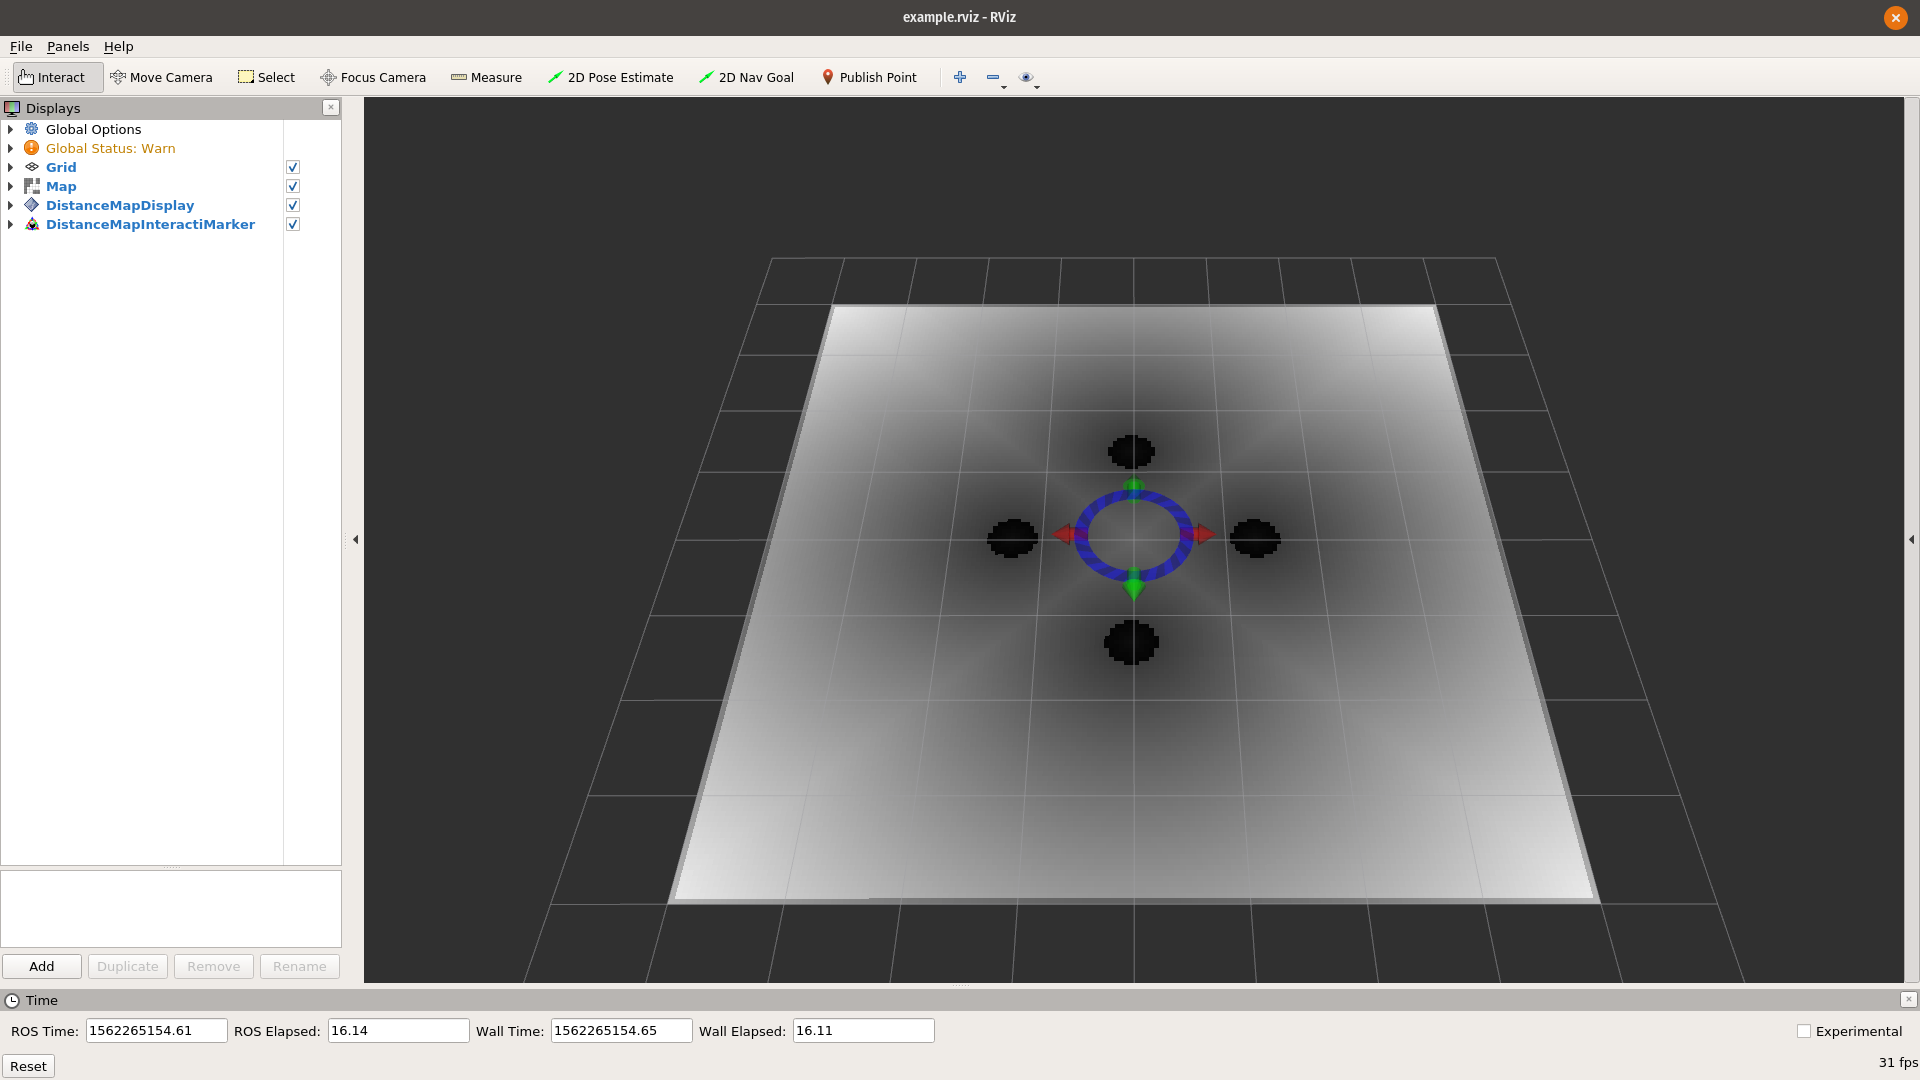 example.rviz - RViz
File Panels Help
Interact Move Camera Select Focus Camera Measure 2D Pose Estimate 2D Nav Goal Publish Point
Displays
Global Options
Global Status: Warn
Grid
Map
DistanceMapDisplay
DistanceMapInteractiMarker
Add Duplicate Remove Rename
Time
ROS Time: 1562265154.61 ROS Elapsed: 16.14 Wall Time: 1562265154.65 Wall Elapsed: 16.11 Experimental
Reset 31 fps